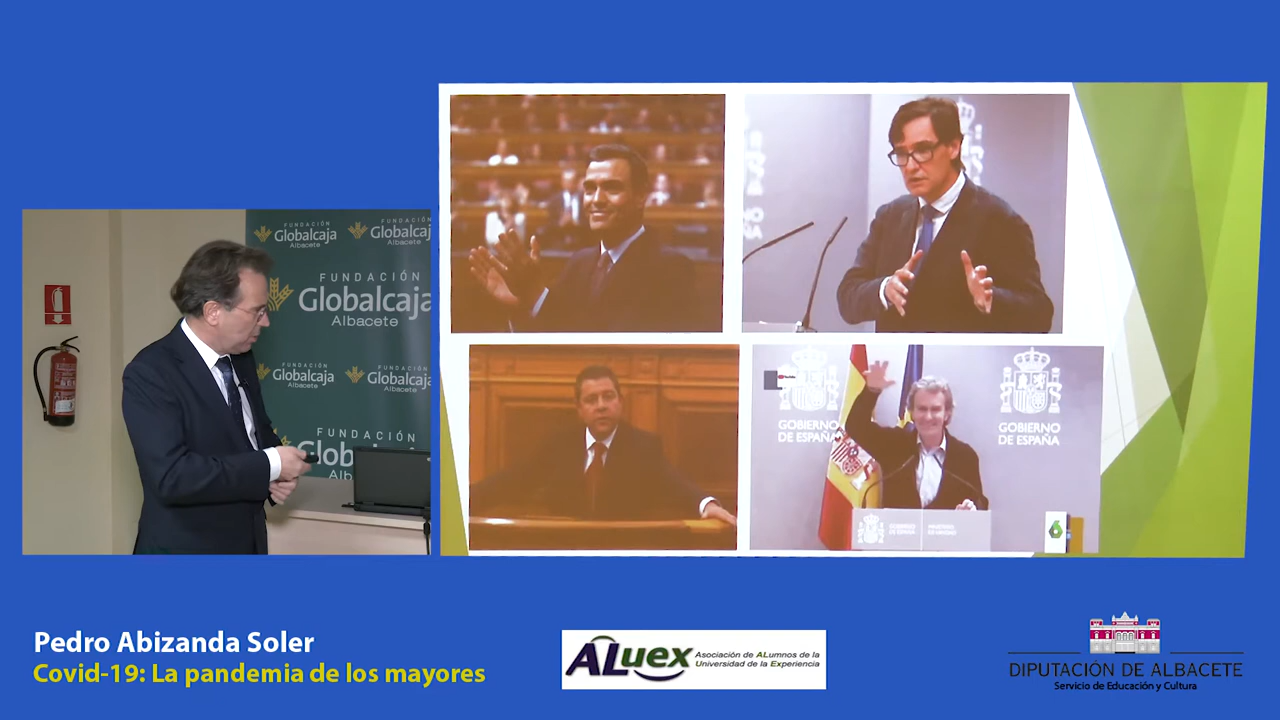 FUNDACIÓN
Globalcaja
Albacete
FUNDACIÓN
Globalcaja
Albacete
FUNDACIÓN
Globalcaja
Albacete
FUNDACIÓN
Globalcaja
Albacete
FUNDACIÓN
Globalcaja
Albacete
FUNDACIÓN
GOBIERNO
DE ESPAÑA
GOBIERNO
DE ESPAÑA
Pedro Abizanda Soler
Covid-19: La pandemia de los mayores
ALuex
Asociación de ALumnos de la
Universidad de la Experiencia
DIPUTACIÓN DE ALBACETE
Servicio de Educación y Cultura